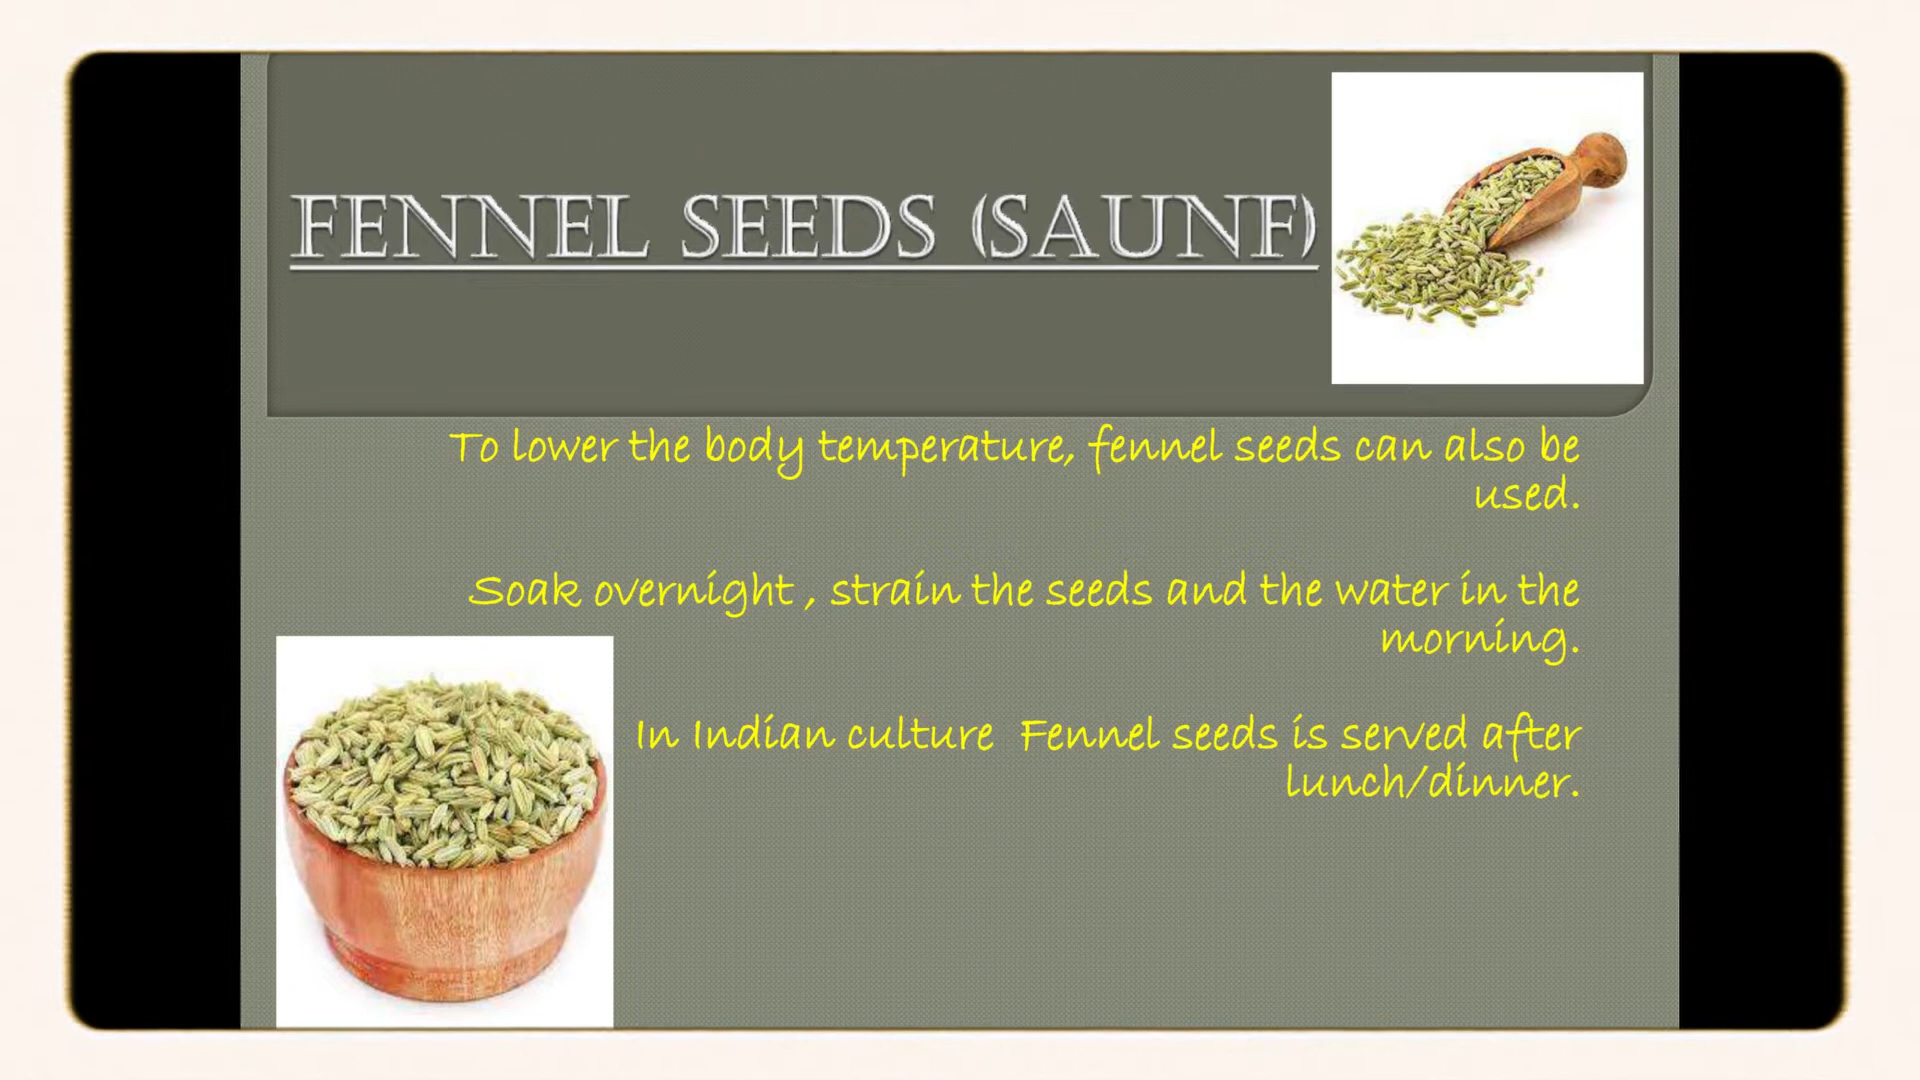 FENNEL SEEDS (SAUNF)
To lower the body temperature, fennel seeds can also be
used.
Soak overnight , strain the seeds and the water in the
morning.
In Indian culture Fennel seeds is served after
lunch/dinner.